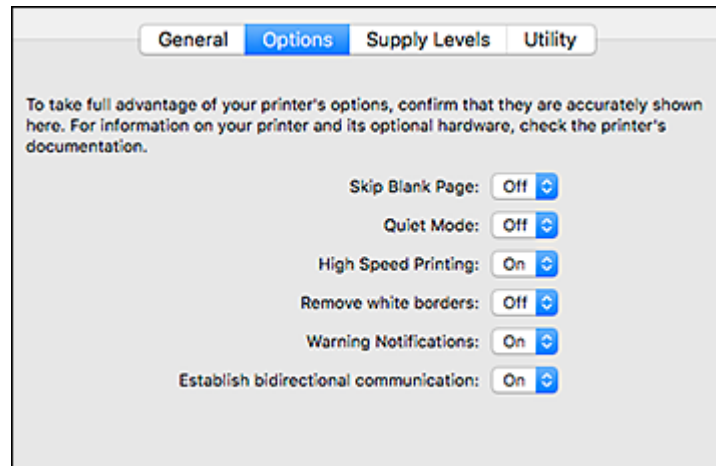 General Options Supply Levels Utility
To take full advantage of your printer's options, confirm that they are accurately shown
here. For information on your printer and its optional hardware, check the printer's
documentation.
Skip Blank Page: Off
Quiet Mode: Off
High Speed Printing: On
Remove white borders: Off
Warning Notifications: On
Establish bidirectional communication: On